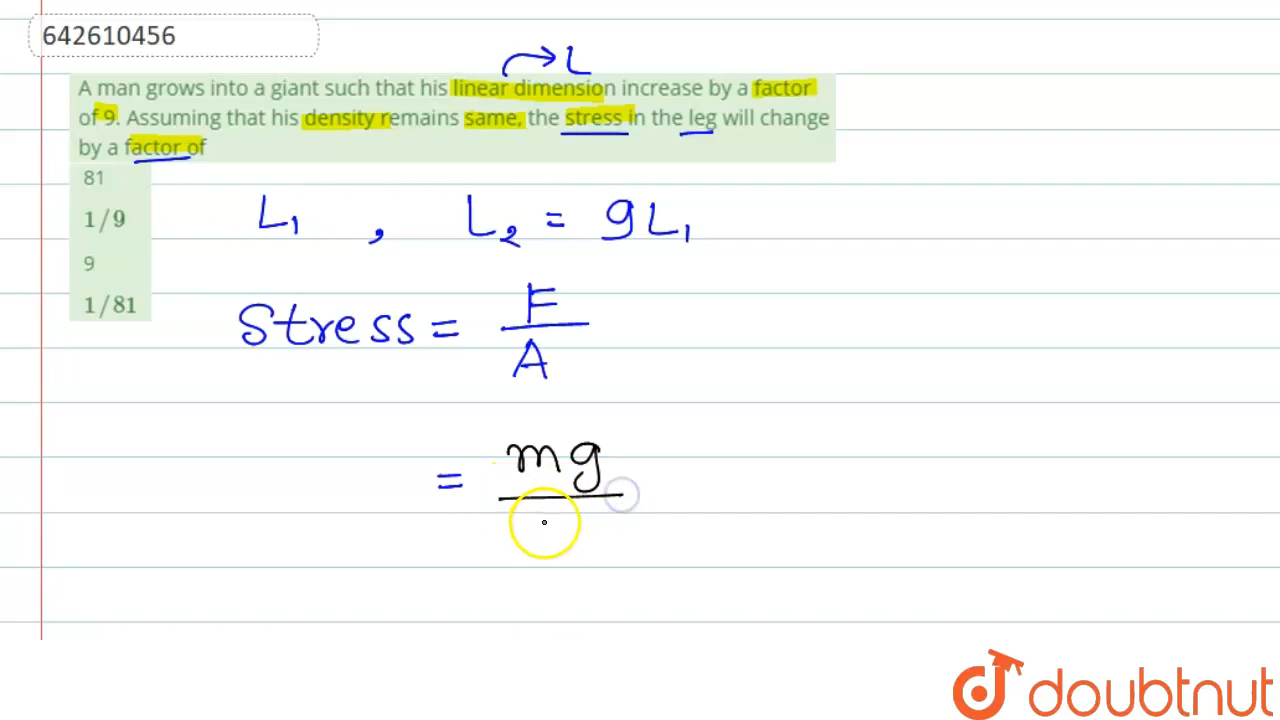 642610456
L
A man grows into a giant such that his linear dimension increase by a factor
of 9. Assuming that his density remains same, the stress in the leg will change
by a factor of
81
1/9
9
1/81
L₁ , L₂ = 9L₁
Stress = F/A
= mg
doubtnut